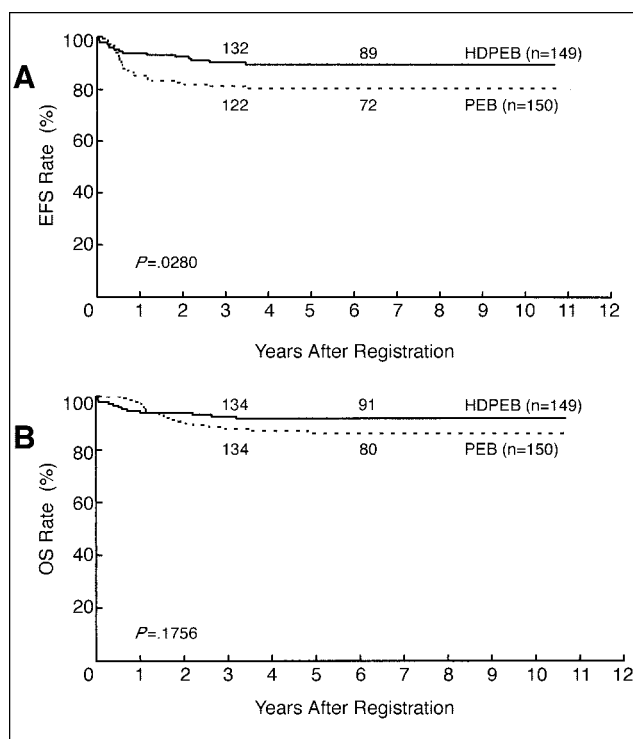 A
EFS Rate (%)
100
80
60
40
20
0
132 89 HDPEB (n=149)
122 72 PEB (n=150)
P=.0280
1 2 3 4 5 6 7 8 9 10 11 12
Years After Registration
B
OS Rate (%)
100
80
60
40
20
0
134 91 HDPEB (n=149)
134 80 PEB (n=150)
P=.1756
1 2 3 4 5 6 7 8 9 10 11 12
Years After Registration